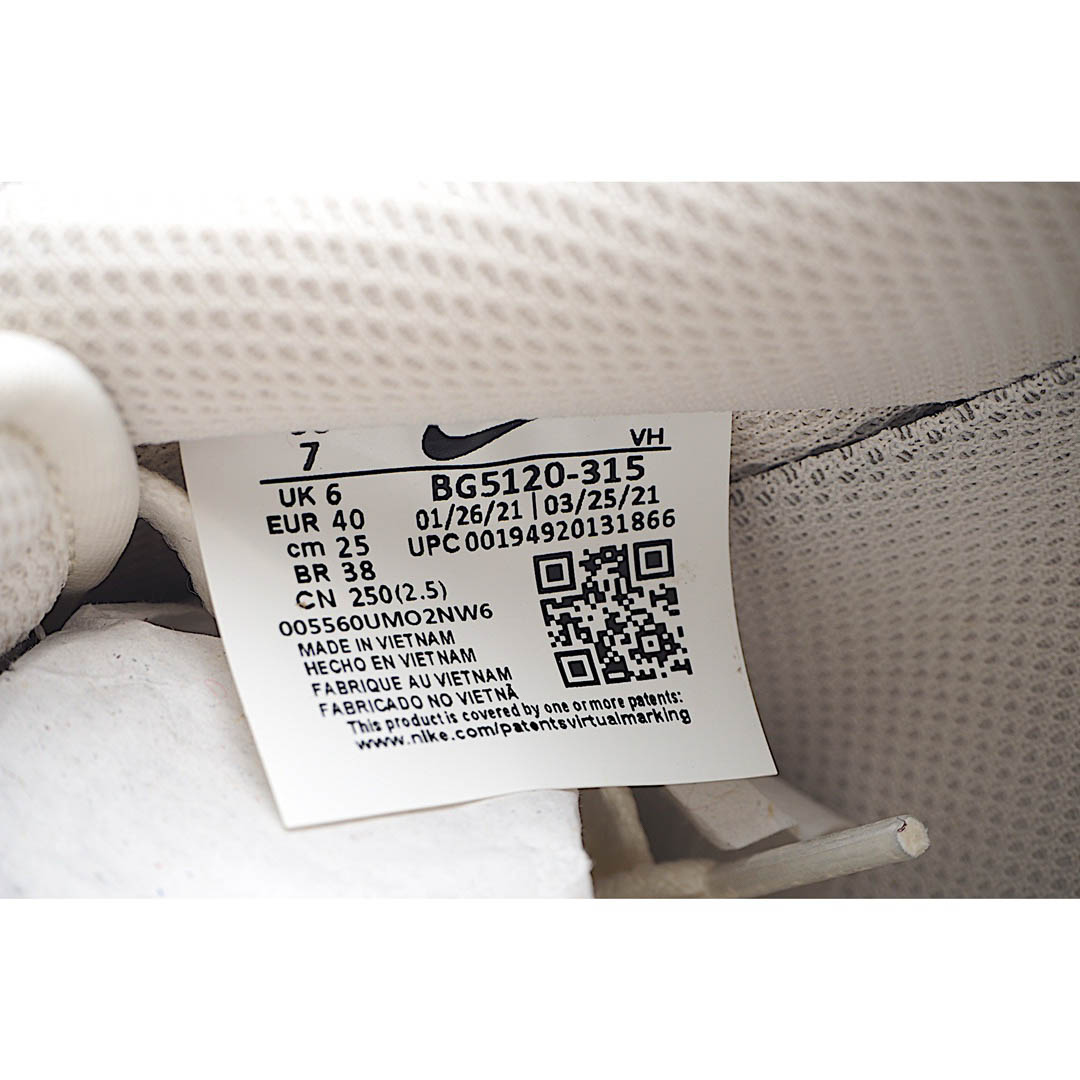 7
VH
UK 6
EUR 40
cm 25
BR 38
CN 250(2.5)
BG5120-315
01/26/21 | 03/25/21
UPC 00194920131866
005560UMO2NW6
MADE IN VIETNAM
HECHO EN VIETNAM
FABRIQUE AU VIETNAM
FABRICADO NO VIETNÃ
This product is covered by one or more patents:
www.nike.com/patentsvirtualmarking